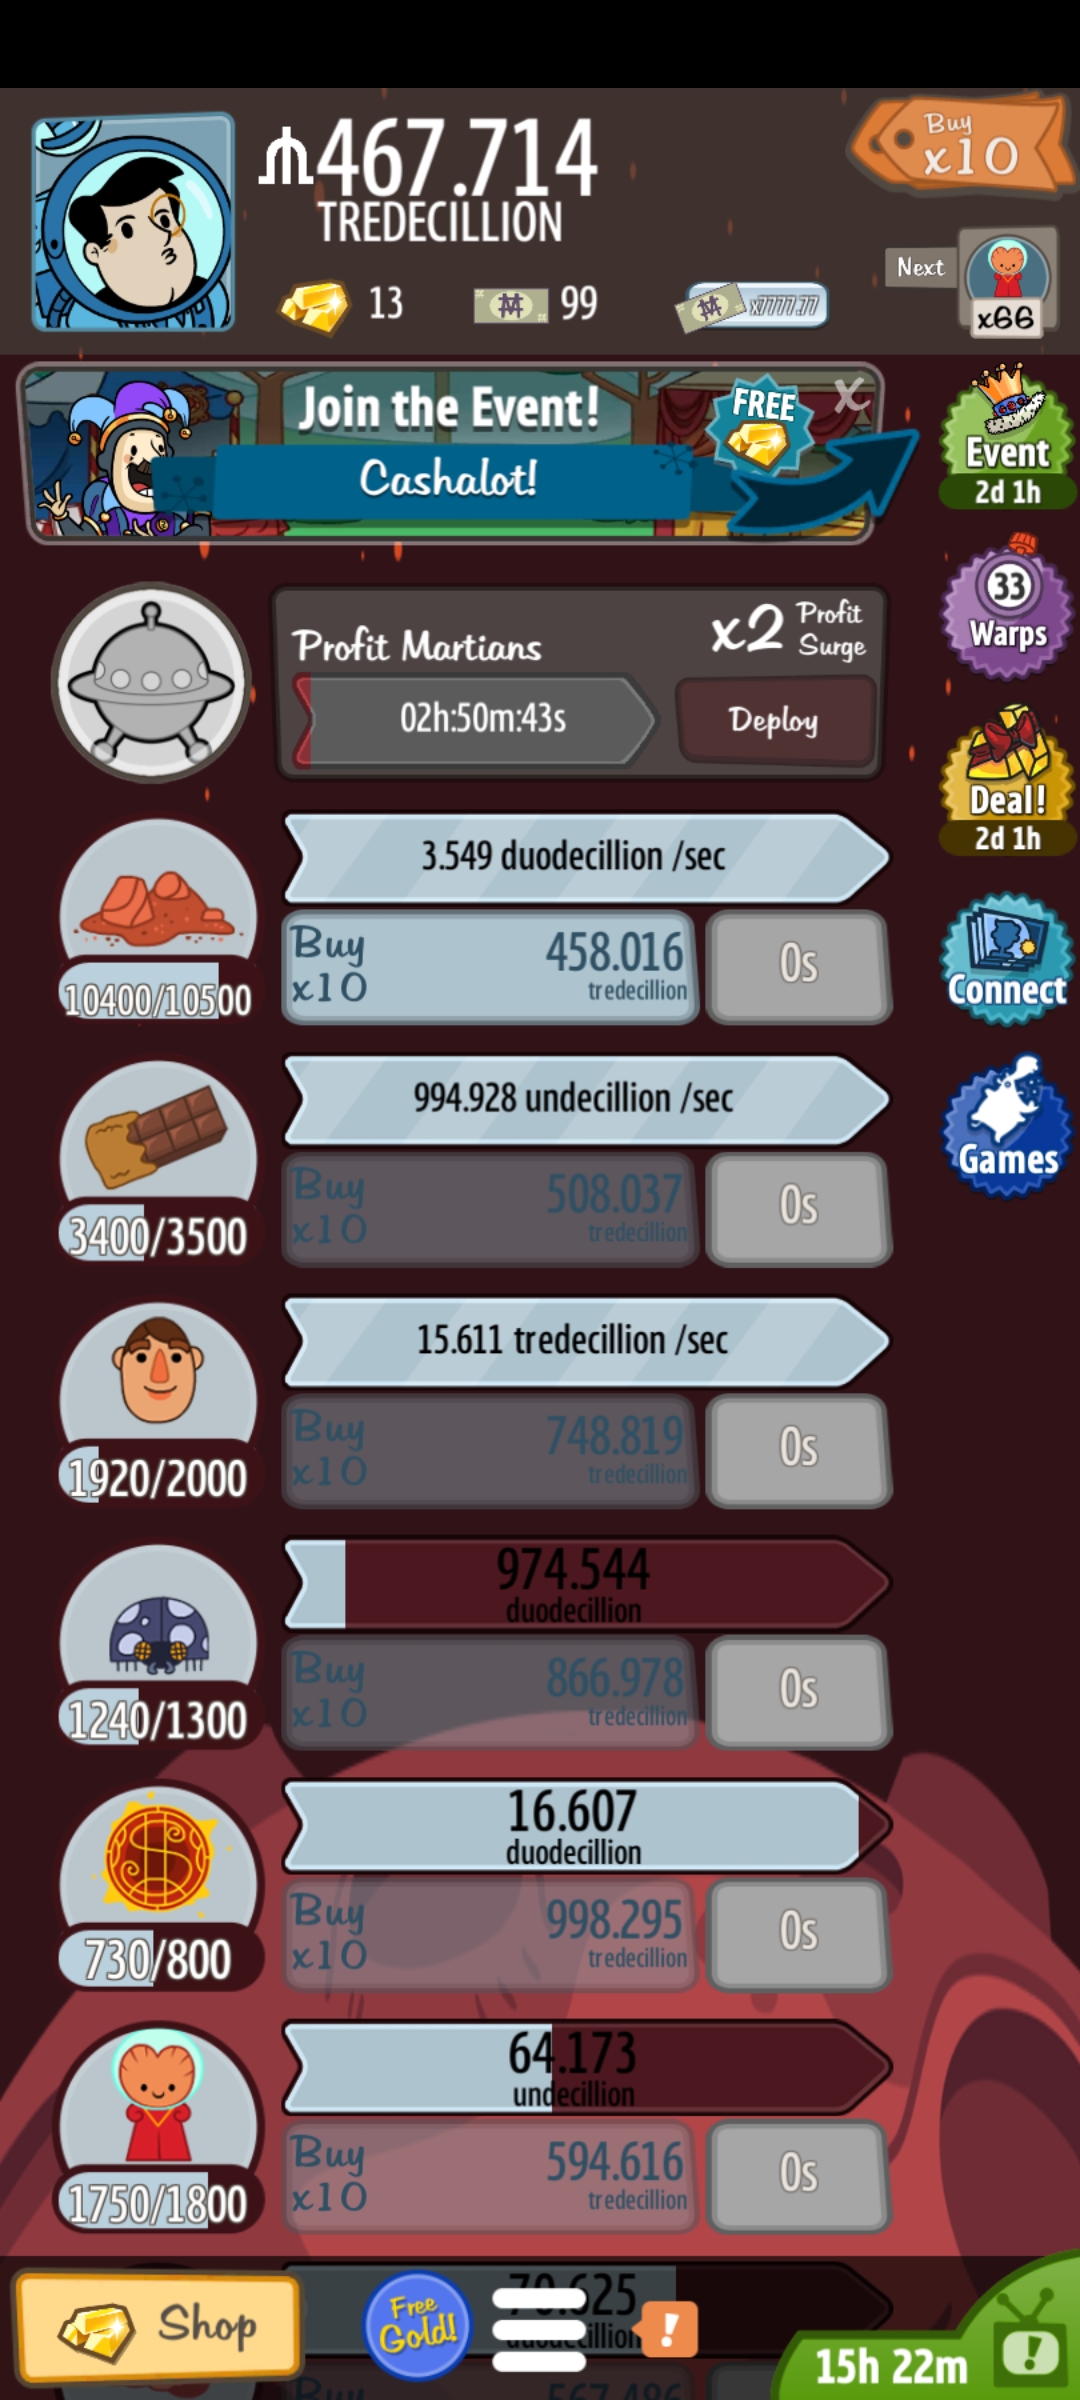 467.714
TREDECILLION
Buy
x10
13
99
x7777.77
Next
x66
Join the Event!
Cashalot!
FREE
X
Event
2d 1h
33
Warps
Profit Martians
x2 Profit Surge
02h:50m:43s
Deploy
Deal!
2d 1h
3.549 duodecillion /sec
Buy
x10
458.016
tredecillion
0s
10400/10500
Connect
994.928 undecillion /sec
Buy
x10
508.037
tredecillion
0s
3400/3500
Games
15.611 tredecillion /sec
Buy
x10
748.819
tredecillion
0s
1920/2000
974.544
duodecillion
Buy
x10
866.978
tredecillion
0s
1240/1300
16.607
duodecillion
Buy
x10
998.295
tredecillion
0s
730/800
64.173
undecillion
Buy
x10
594.616
tredecillion
0s
1750/1800
Shop
Free
Gold!
!
15h 22m
!